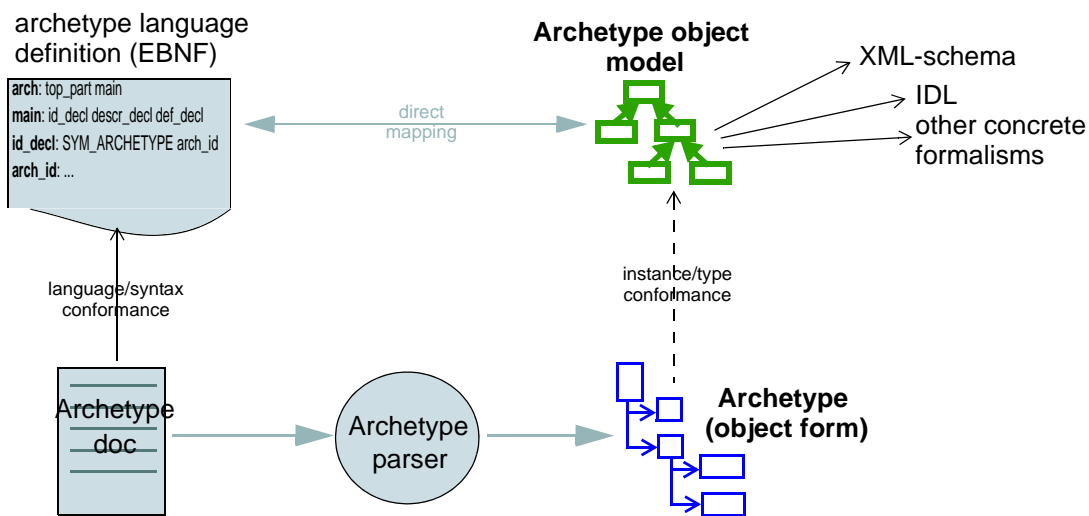 archetype language
definition (EBNF)
arch: top_part main
main: id_decl descr_decl def_decl
id_decl: SYM_ARCHETYPE arch_id
arch_id: ...
direct
mapping
Archetype object
model
XML-schema
IDL
other concrete
formalisms
language/syntax
conformance
instance/type
conformance
Archetype
doc
Archetype
parser
Archetype
(object form)